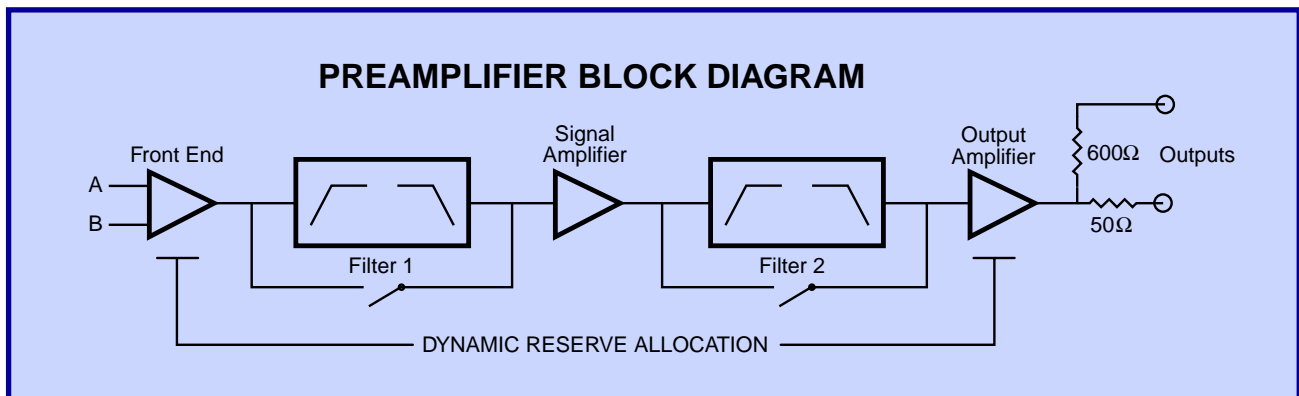 PREAMPLIFIER BLOCK DIAGRAM
Front End
A
B
Filter 1
Signal
Amplifier
Filter 2
Output
Amplifier
600Ω
Outputs
50Ω
DYNAMIC RESERVE ALLOCATION